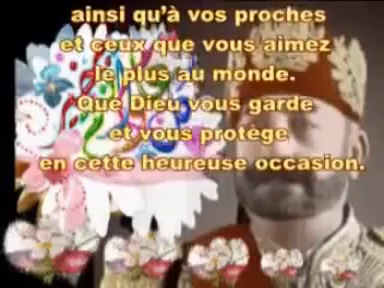 ainsi qu'à vos proches
et ceux que vous aimez
le plus au monde.
Que Dieu vous garde
et vous protège
en cette heureuse occasion.